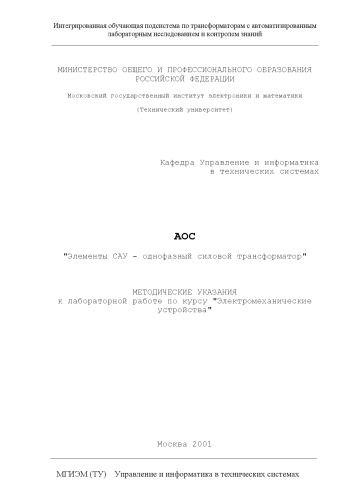 Интегрированная обучающая подсистема по трансформаторам с автоматизированным
лабораторным исследованием и контролем знаний
МИНИСТЕРСТВО ОБЩЕГО И ПРОФЕССИОНАЛЬНОГО ОБРАЗОВАНИЯ
РОССИЙСКОЙ ФЕДЕРАЦИИ
Московский государственный институт электроники и математики
(Технический университет)
Кафедра Управление и информатика
в технических системах
АОС
"Элементы САУ - однофазный силовой трансформатор"
МЕТОДИЧЕСКИЕ УКАЗАНИЯ
к лабораторной работе по курсу "Электромеханические
устройства"
Москва 2001
МГИЭМ (ТУ) Управление и информатика в технических системах